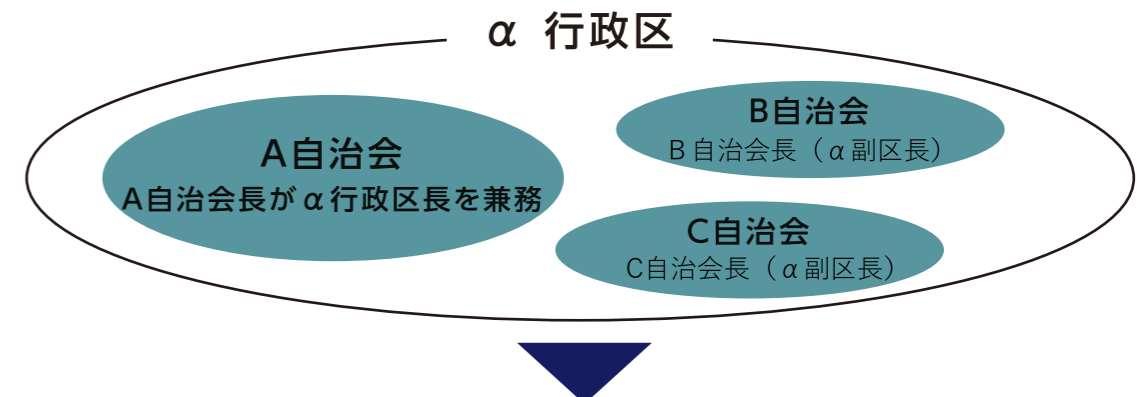 α 行政区
A自治会
A自治会長がα行政区長を兼務
B自治会
B自治会長（α副区長）
C自治会
C自治会長（α副区長）